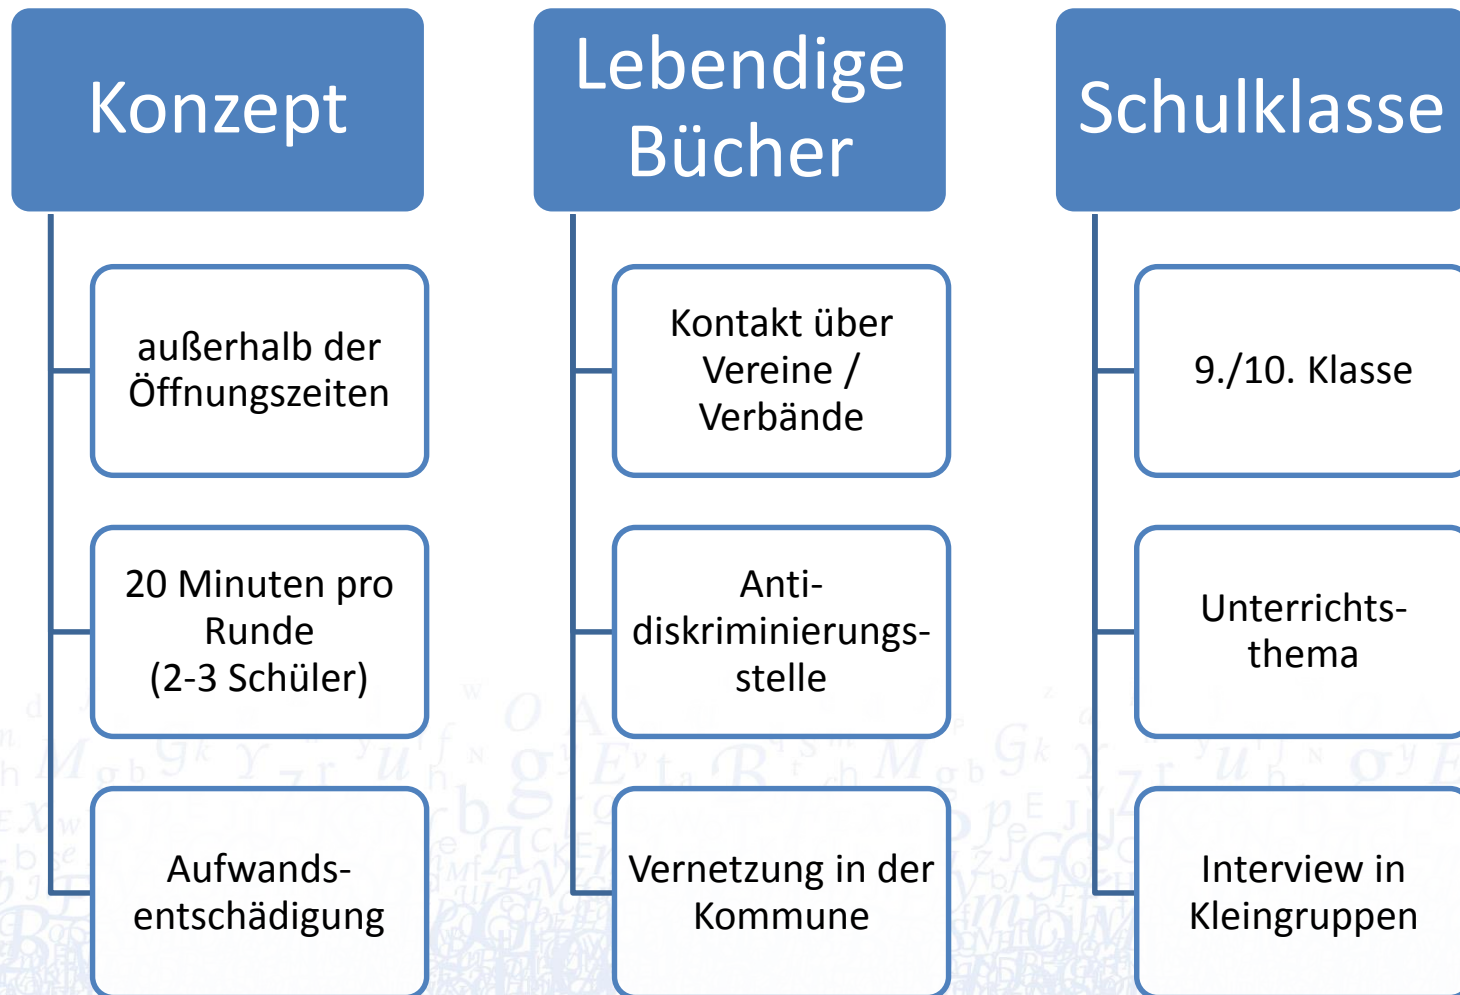 Konzept
außerhalb der
Öffnungszeiten
20 Minuten pro
Runde
(2-3 Schüler)
Aufwands-
entschädigung
Lebendige
Bücher
Kontakt über
Vereine /
Verbände
Anti-
diskriminierungs-
stelle
Vernetzung in der
Kommune
Schulklasse
9./10. Klasse
Unterrichts-
thema
Interview in
Kleingruppen